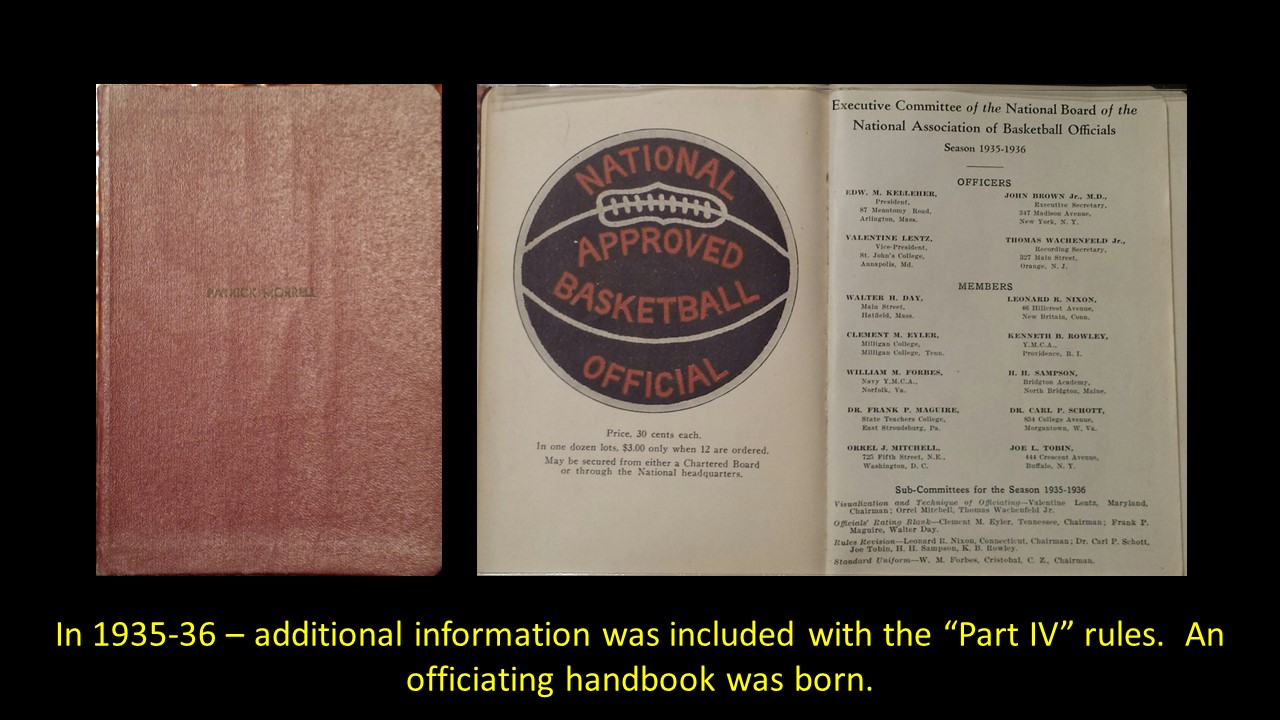 PATRICK MORRELL
NATIONAL
APPROVED
BASKETBALL
OFFICIAL
Price, 30 cents each.
In one dozen lots, $3.00 only when 12 are ordered.
May be secured from either a Chartered Board
or through the National headquarters.
Executive Committee of the National Board of the
National Association of Basketball Officials
Season 1935-1936
OFFICERS
EDW. M. KELLEHER,
President,
87 Menotomy Road,
Arlington, Mass.
JOHN BROWN Jr., M.D.,
Executive Secretary,
347 Madison Avenue,
New York, N. Y.
VALENTINE LENTZ,
Vice-President,
St. John's College,
Annapolis, Md.
THOMAS WACHENFELD Jr.,
Recording Secretary,
327 Main Street,
Orange, N. J.
MEMBERS
WALTER H. DAY,
Main Street,
Hatfield, Mass.
LEONARD R. NIXON,
46 Hillcrest Avenue,
New Britain, Conn.
CLEMENT M. EYLER,
Milligan College,
Milligan College, Tenn.
KENNETH B. ROWLEY,
Y.M.C.A.,
Providence, R. I.
WILLIAM M. FORBES,
Navy Y.M.C.A.,
Norfolk, Va.
H. H. SAMPSON,
Bridgton Academy,
North Bridgton, Maine.
DR. FRANK P. MAGUIRE,
State Teachers College,
East Stroudsburg, Pa.
DR. CARL P. SCHOTT,
854 College Avenue,
Morgantown, W. Va.
ORREL J. MITCHELL,
725 Fifth Street, N.E.,
Washington, D. C.
JOE L. TOBIN,
444 Crescent Avenue,
Buffalo, N. Y.
Sub-Committees for the Season 1935-1936
Visualization and Technique of Officiating—Valentine Lentz, Maryland,
Chairman; Orrel Mitchell, Thomas Wachenfeld Jr.
Officials' Rating Blank—Clement M. Eyler, Tennessee, Chairman; Frank P.
Maguire, Walter Day.
Rules Revision—Leonard R. Nixon, Connecticut, Chairman; Dr. Carl P. Schott,
Joe Tobin, H. H. Sampson, K. B. Rowley.
Standard Uniform—W. M. Forbes, Cristobal, C. Z., Chairman.
In 1935-36 – additional information was included with the “Part IV” rules.  An
officiating handbook was born.